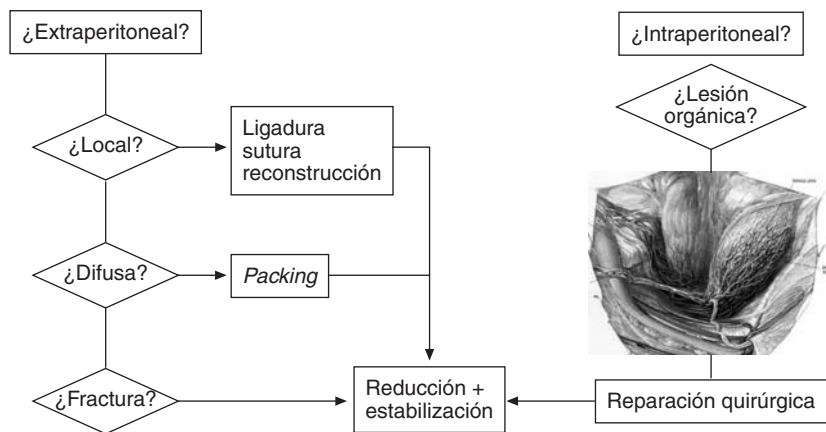 ¿Extraperitoneal?
¿Local?
Ligadura
sutura
reconstrucción
¿Difusa?
Packing
¿Fractura?
Reducción +
estabilización
¿Intraperitoneal?
¿Lesión
orgánica?
Reparación quirúrgica